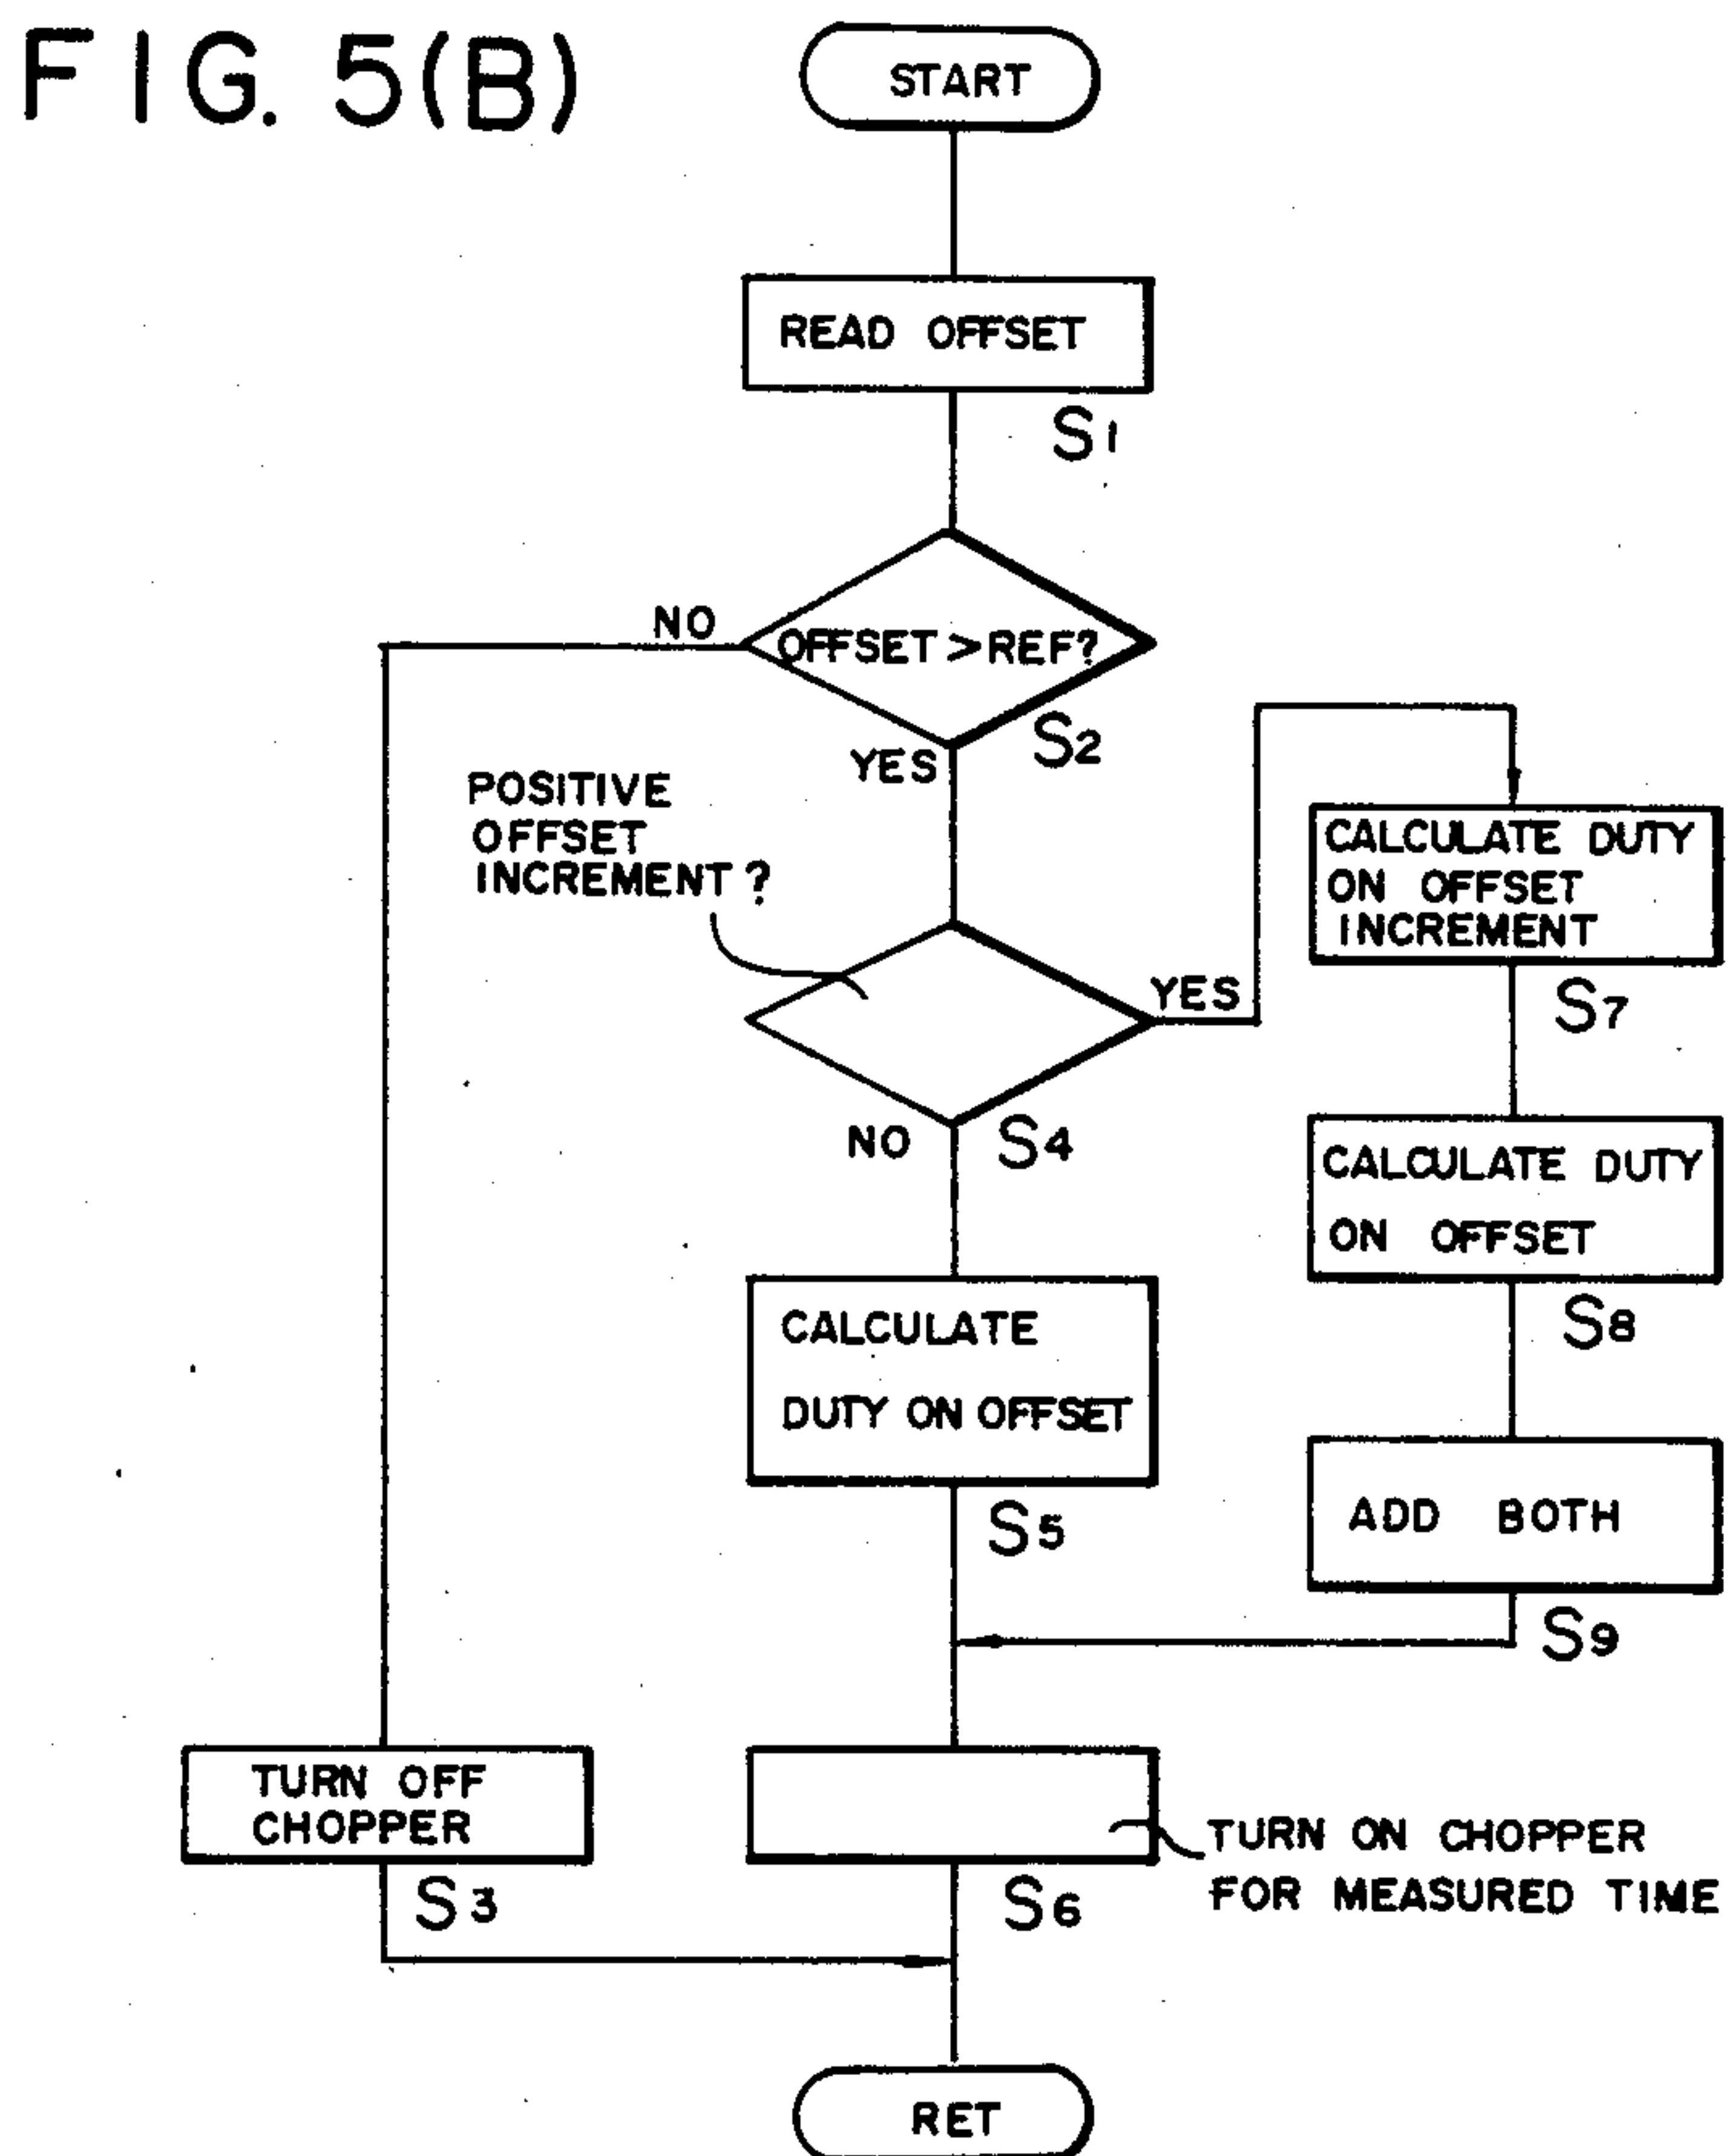 FIG. 5(B)
START
READ OFFSET
S1
OFFSET > REF?
NO
S2
YES
POSITIVE
OFFSET
INCREMENT ?
YES
S4
NO
CALCULATE DUTY
ON OFFSET
INCREMENT
S7
CALCULATE DUTY
ON OFFSET
S8
CALCULATE
DUTY ON OFFSET
S5
ADD BOTH
S9
TURN OFF
CHOPPER
S3
TURN ON CHOPPER
FOR MEASURED TIME
S6
RET